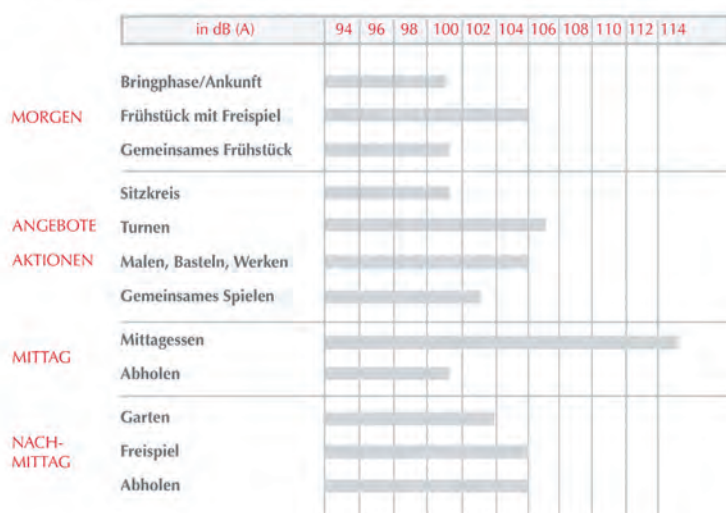 in dB (A) 94 96 98 100 102 104 106 108 110 112 114
Bringphase/Ankunft
MORGEN Frühstück mit Freispiel
Gemeinsames Frühstück
Sitzkreis
ANGEBOTE Turnen
AKTIONEN Malen, Basteln, Werken
Gemeinsames Spielen
Mittagessen
MITTAG
Abholen
Garten
NACH-
MITTAG
Freispiel
Abholen